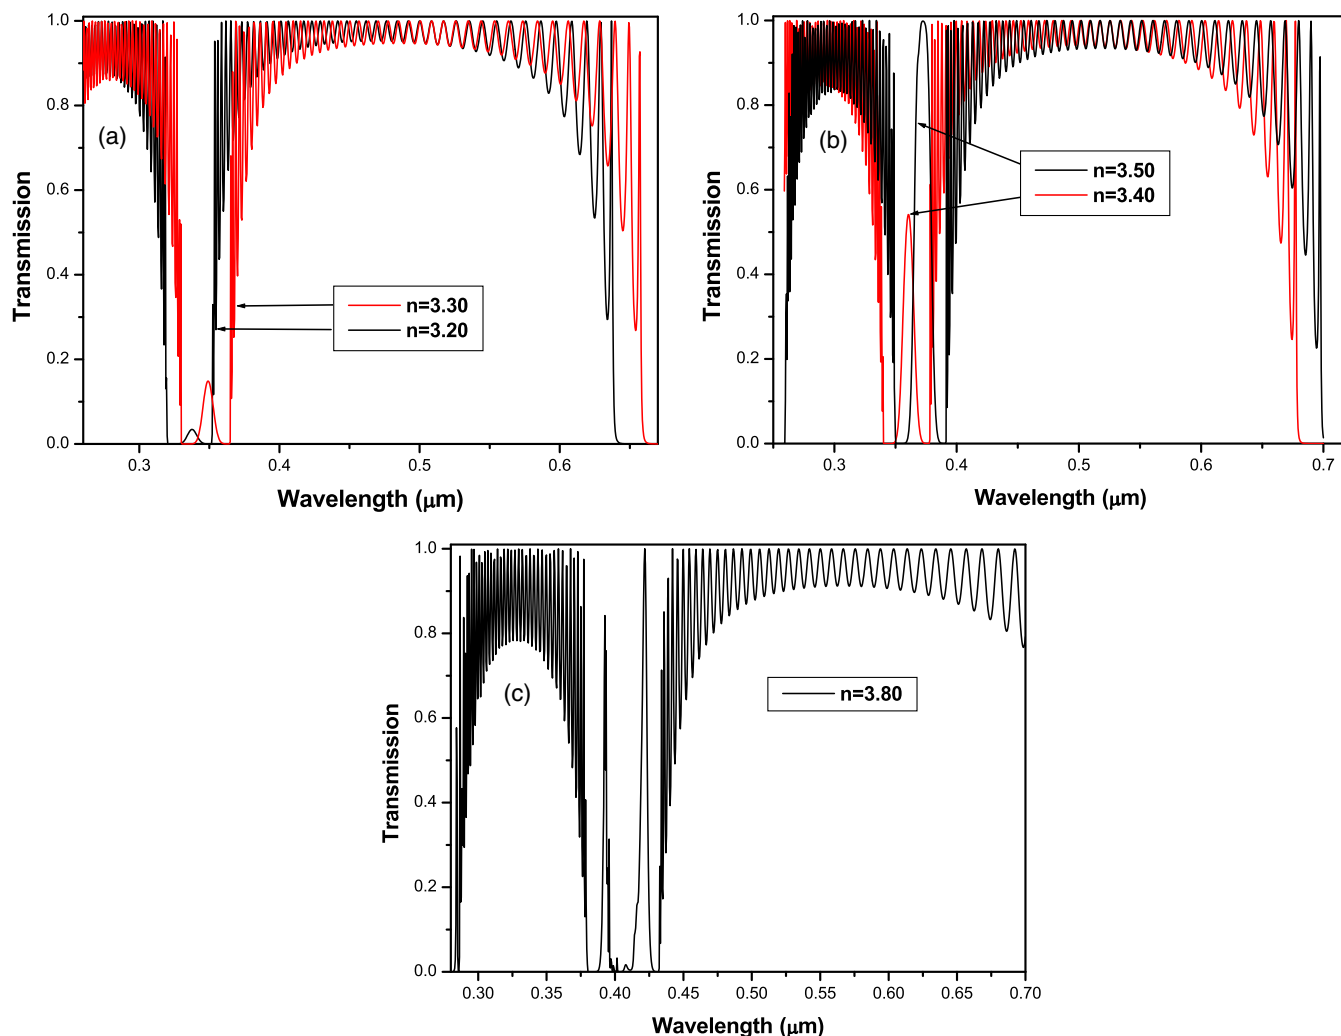 1.0
0.8
0.6
0.4
0.2
0.0
Transmission
(a)
n=3.30
n=3.20
0.3
0.4
0.5
0.6
Wavelength (μm)
1.0
0.8
0.6
0.4
0.2
0.0
Transmission
(b)
n=3.50
n=3.40
0.3
0.4
0.5
0.6
0.7
Wavelength (μm)
1.0
0.8
0.6
0.4
0.2
0.0
Transmission
(c)
n=3.80
0.30
0.35
0.40
0.45
0.50
0.55
0.60
0.65
0.70
Wavelength (μm)